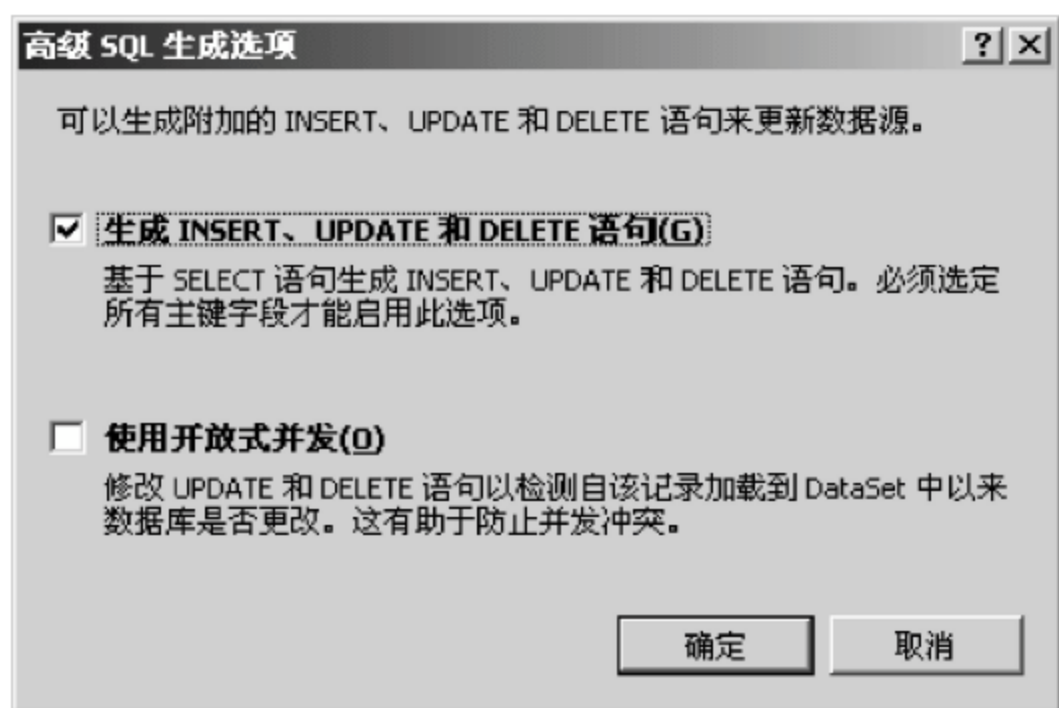 高级 SQL 生成选项
可以生成附加的 INSERT、UPDATE 和 DELETE 语句来更新数据源。
生成 INSERT、UPDATE 和 DELETE 语句(G)
基于 SELECT 语句生成 INSERT、UPDATE 和 DELETE 语句。必须选定
所有主键字段才能启用此选项。
使用开放式并发(O)
修改 UPDATE 和 DELETE 语句以检测自该记录加载到 DataSet 中以来
数据库是否更改。这有助于防止并发冲突。
确定 取消